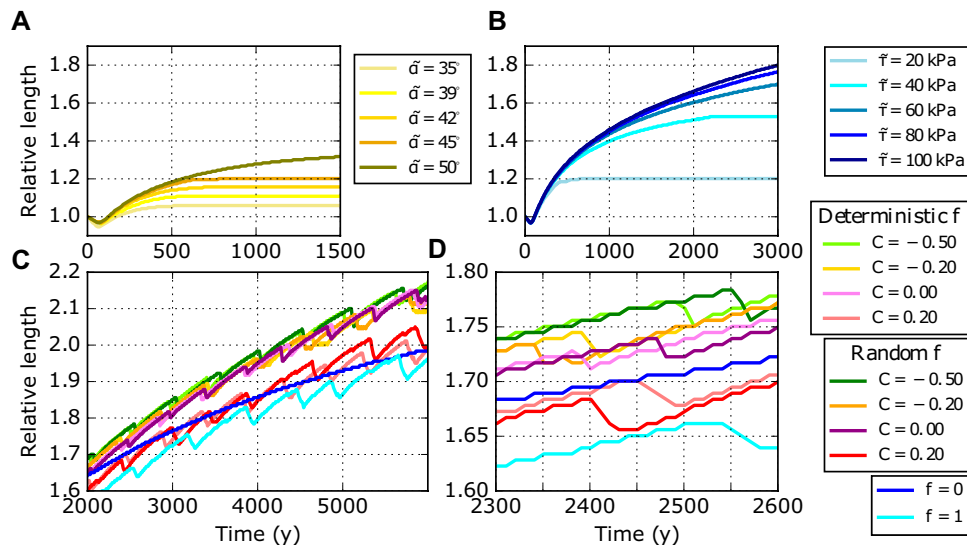 A
B
Relative length
1.8
1.6
1.4
1.2
1.0
0
500
1000
1500
α̃ = 35°
α̃ = 39°
α̃ = 42°
α̃ = 45°
α̃ = 50°
1.8
1.6
1.4
1.2
1.0
0
1000
2000
3000
τ̃ = 20 kPa
τ̃ = 40 kPa
τ̃ = 60 kPa
τ̃ = 80 kPa
τ̃ = 100 kPa
C
D
Relative length
2.2
2.1
2.0
1.9
1.8
1.7
1.6
2000
3000
4000
5000
Time (y)
1.80
1.75
1.70
1.65
1.60
2300
2400
2500
2600
Time (y)
Deterministic f
C = − 0.50
C = − 0.20
C = 0.00
C = 0.20
Random f
C = − 0.50
C = − 0.20
C = 0.00
C = 0.20
f = 0
f = 1